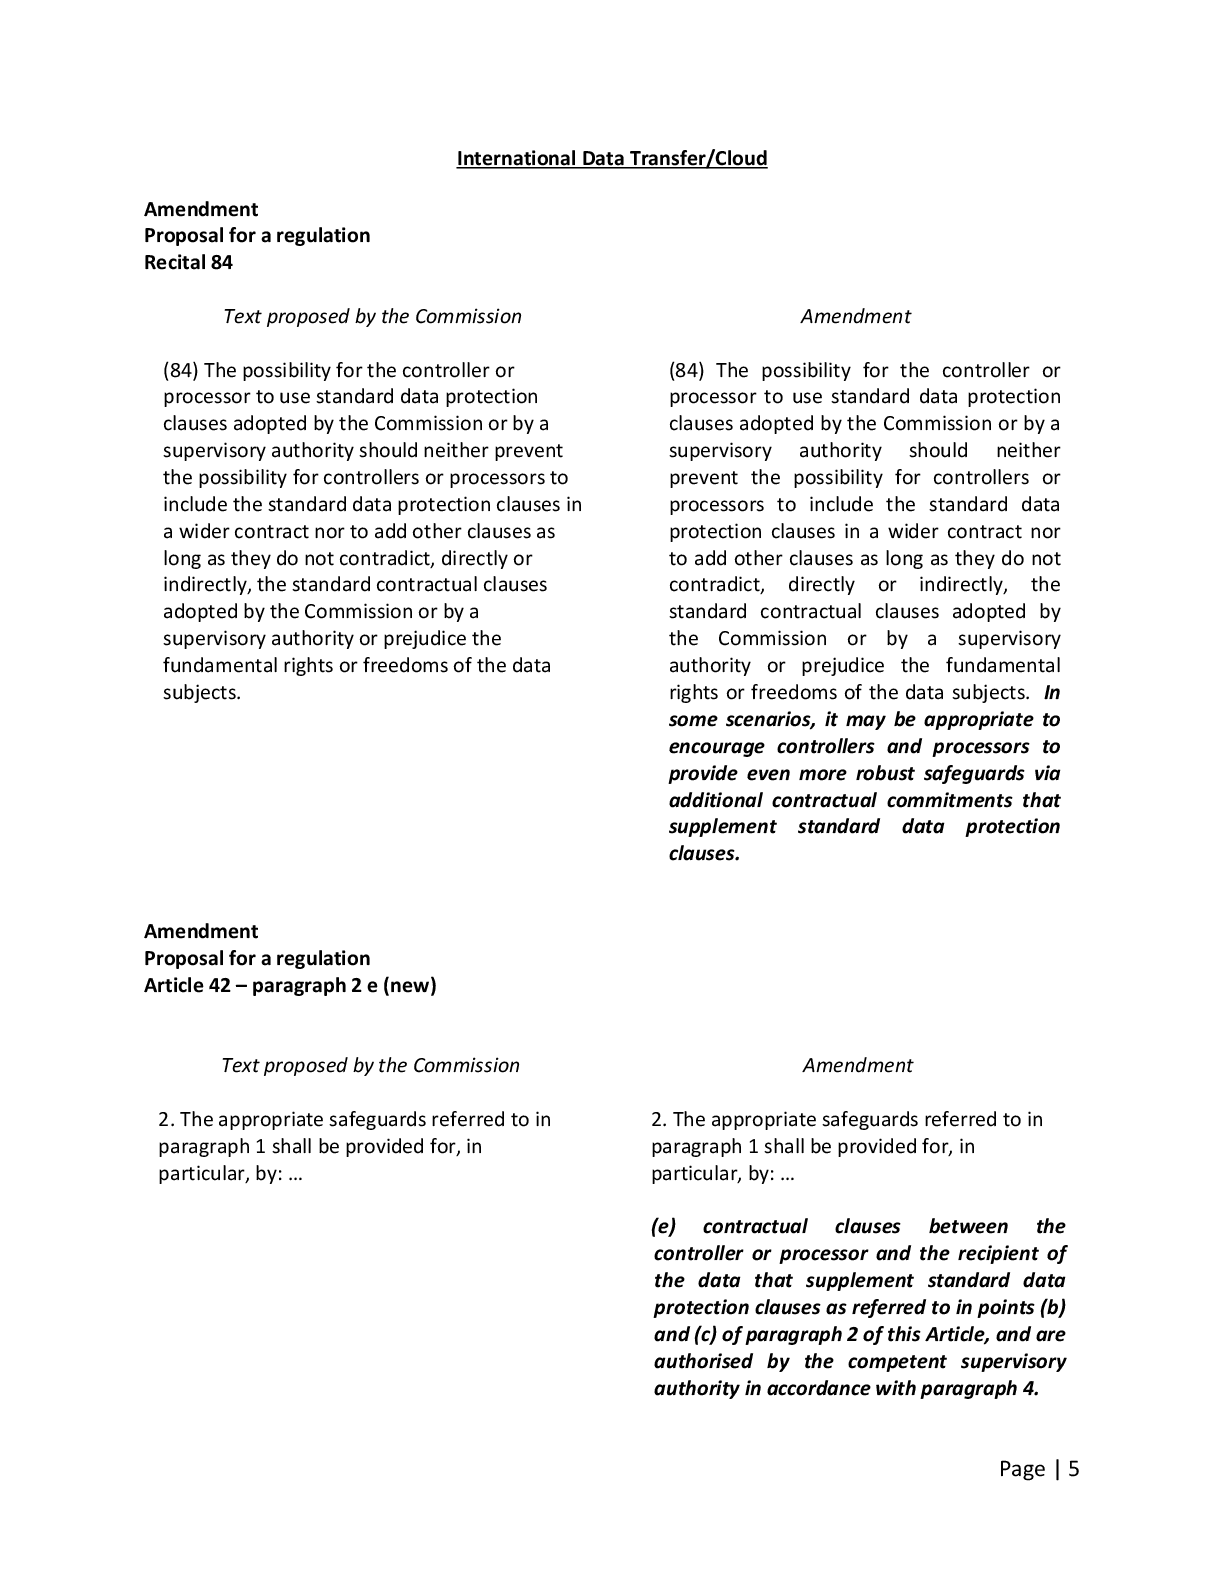 International Data Transfer/Cloud
Amendment
Proposal for a regulation
Recital 84
Text proposed by the Commission
(84) The possibility for the controller or
processor to use standard data protection
clauses adopted by the Commission or by a
supervisory authority should neither prevent
the possibility for controllers or processors to
include the standard data protection clauses in
a wider contract nor to add other clauses as
long as they do not contradict, directly or
indirectly, the standard contractual clauses
adopted by the Commission or by a
supervisory authority or prejudice the
fundamental rights or freedoms of the data
subjects.
Amendment
(84) The possibility for the controller or
processor to use standard data protection
clauses adopted by the Commission or by a
supervisory authority should neither
prevent the possibility for controllers or
processors to include the standard data
protection clauses in a wider contract nor
to add other clauses as long as they do not
contradict, directly or indirectly, the
standard contractual clauses adopted by
the Commission or by a supervisory
authority or prejudice the fundamental
rights or freedoms of the data subjects. In
some scenarios, it may be appropriate to
encourage controllers and processors to
provide even more robust safeguards via
additional contractual commitments that
supplement standard data protection
clauses.
Amendment
Proposal for a regulation
Article 42 – paragraph 2 e (new)
Text proposed by the Commission
2. The appropriate safeguards referred to in
paragraph 1 shall be provided for, in
particular, by: …
Amendment
2. The appropriate safeguards referred to in
paragraph 1 shall be provided for, in
particular, by: …
(e) contractual clauses between the
controller or processor and the recipient of
the data that supplement standard data
protection clauses as referred to in points (b)
and (c) of paragraph 2 of this Article, and are
authorised by the competent supervisory
authority in accordance with paragraph 4.
Page | 5